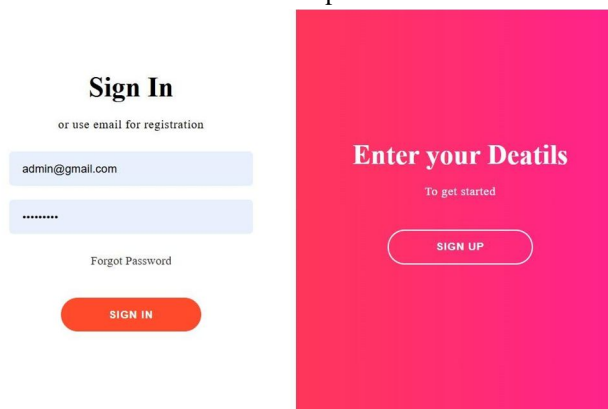 Sign In
or use email for registration
admin@gmail.com
•••••••••
Forgot Password
SIGN IN
Enter your Deatils
To get started
SIGN UP